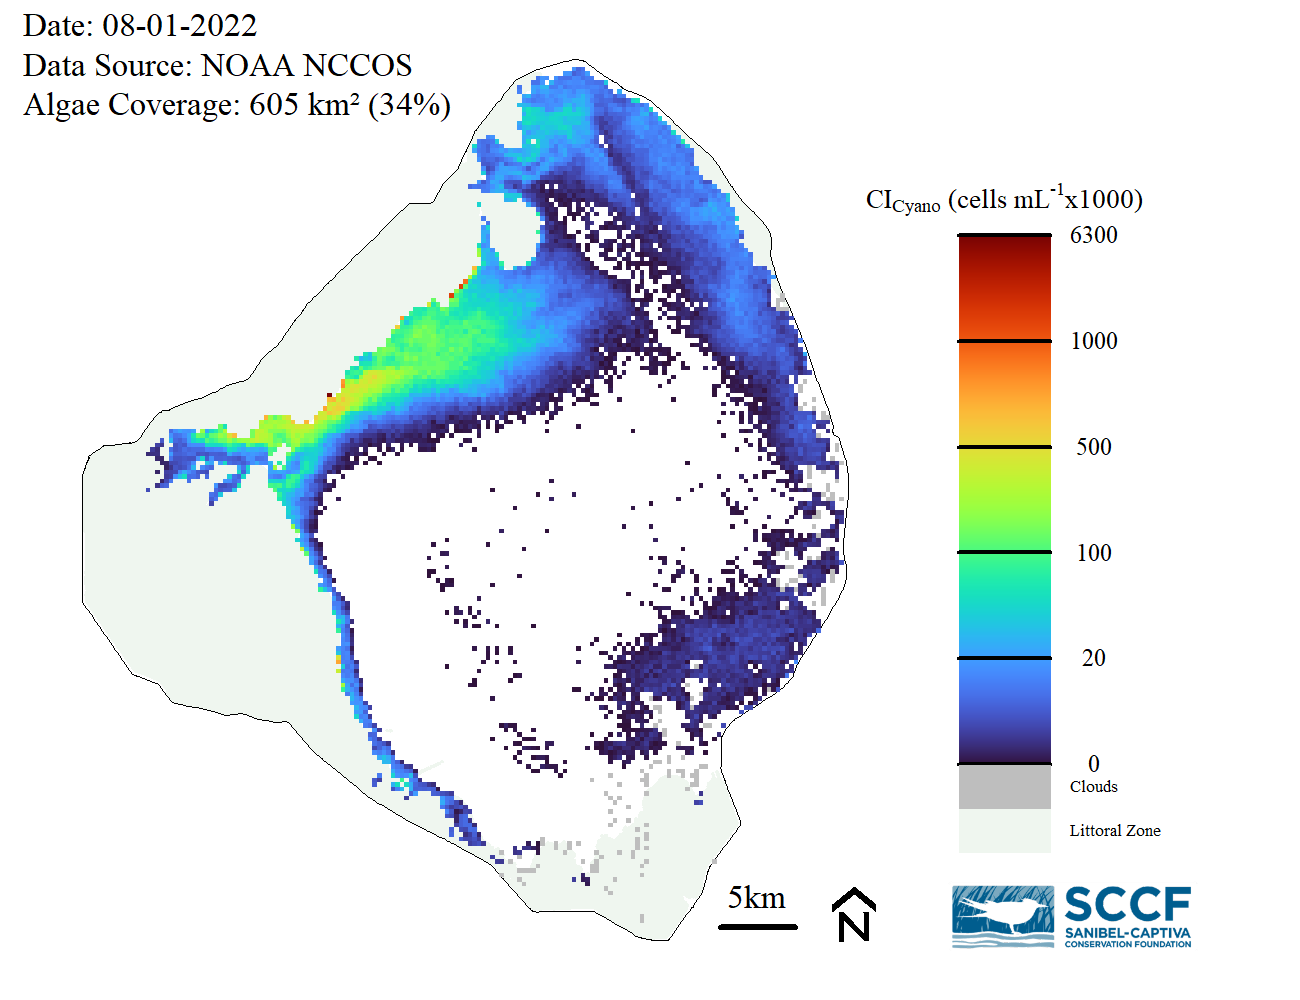 Date: 08-01-2022
Data Source: NOAA NCCOS
Algae Coverage: 605 km² (34%)
CICyano (cells mL-1x1000)
6300
1000
500
100
20
0
Clouds
Littoral Zone
5km
N
SCCF
SANIBEL-CAPTIVA
CONSERVATION FOUNDATION